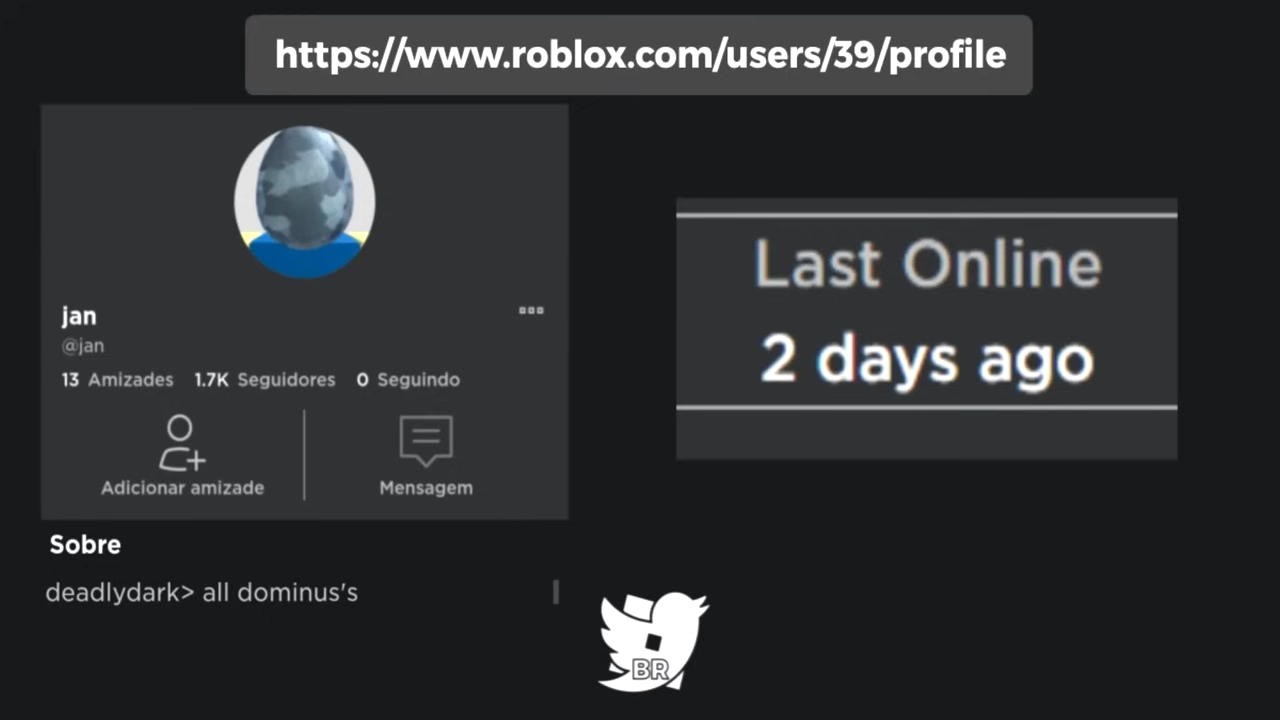 https://www.roblox.com/users/39/profile
jan
@jan
13 Amizades 1.7K Seguidores 0 Seguindo
Adicionar amizade
Mensagem
Sobre
deadlydark> all dominus's
Last Online
2 days ago
BR